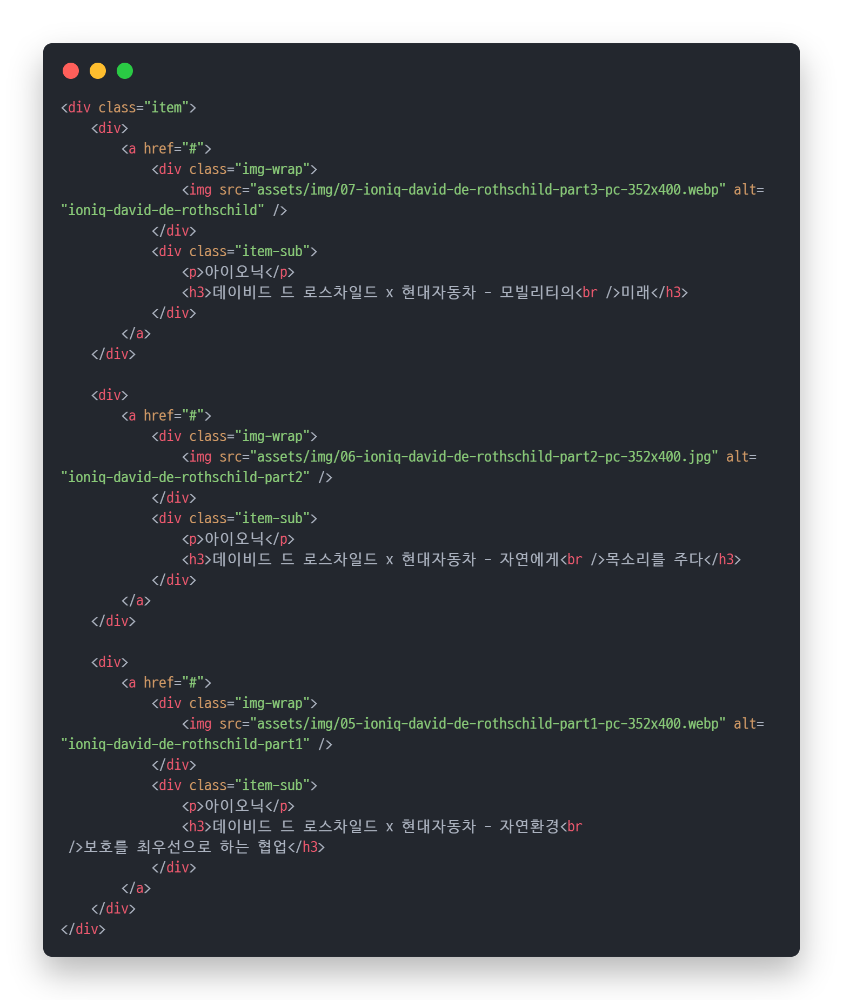 <div class="item">
    <div>
        <a href="#">
            <div class="img-wrap">
                <img src="assets/img/07-ioniq-david-de-rothschild-part3-pc-352x400.webp" alt=
"ioniq-david-de-rothschild" />
            </div>
            <div class="item-sub">
                <p>아이오닉</p>
                <h3>데이비드 드 로스차일드 x 현대자동차 - 모빌리티의<br />미래</h3>
            </div>
        </a>
    </div>

    <div>
        <a href="#">
            <div class="img-wrap">
                <img src="assets/img/06-ioniq-david-de-rothschild-part2-pc-352x400.jpg" alt=
"ioniq-david-de-rothschild-part2" />
            </div>
            <div class="item-sub">
                <p>아이오닉</p>
                <h3>데이비드 드 로스차일드 x 현대자동차 - 자연에게<br />목소리를 주다</h3>
            </div>
        </a>
    </div>

    <div>
        <a href="#">
            <div class="img-wrap">
                <img src="assets/img/05-ioniq-david-de-rothschild-part1-pc-352x400.webp" alt=
"ioniq-david-de-rothschild-part1" />
            </div>
            <div class="item-sub">
                <p>아이오닉</p>
                <h3>데이비드 드 로스차일드 x 현대자동차 - 자연환경<br
 />보호를 최우선으로 하는 협업</h3>
            </div>
        </a>
    </div>
</div>